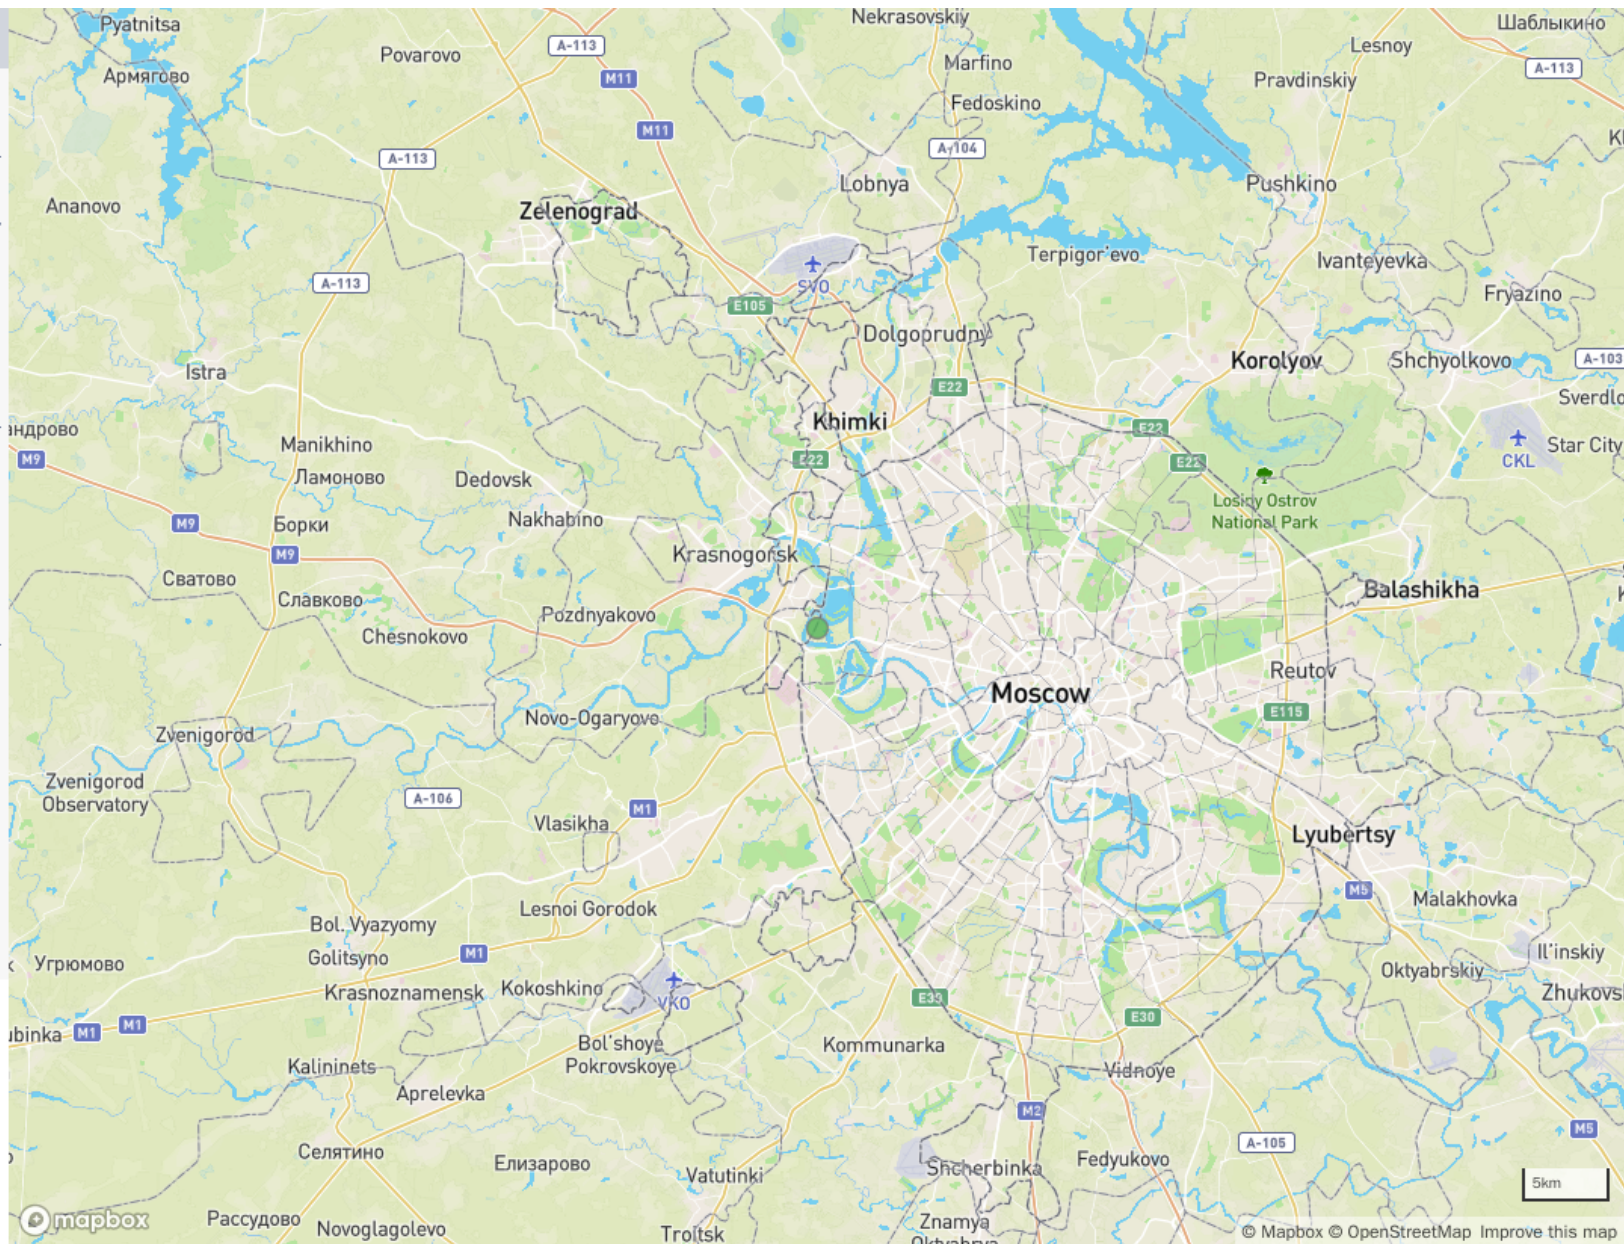 Pyatnitsa
Nekrasovskiy
Шаблыкино
Povarovo
A-113
Lesnoy
Армягово
M11
Marfino
Pravdinskiy
A-113
Fedoskino
M11
A-104
A-113
Lobnya
Pushkino
Ananovo
Zelenograd
Terpigor'evo
Ivanteyevka
A-113
SVO
Fryazino
E105
Dolgoprudny
Istra
Korolyov
Shchyolkovo
A-103
E22
Khimki
E22
Manikhino
Star City
M9
E22
E22
CKL
Ламоново
Dedovsk
Losiny Ostrov
National Park
M9
Борки
Nakhabino
M9
Krasnogorsk
Сватово
Славково
Balashikha
Pozdnyakovo
Chesnokovo
Reutov
Moscow
Novo-Ogaryovo
E115
Zvenigorod
Zvenigorod
Observatory
A-106
M1
Vlasikha
Lyubertsy
M5
Malakhovka
Lesnoi Gorodok
Bol. Vyazyomy
M1
Golitsyno
Il'inskiy
Угрюмово
Oktyabrskiy
Krasnoznamensk
Kokoshkino
VKO
E30
E30
M1
M1
Bol'shoye
Pokrovskoye
Kommunarka
Kalininets
Vidnoye
Aprelevka
M2
M5
A-105
Селятино
Елизарово
Vatutinki
Shcherbinka
Fedyukovo
5km
mapbox
Рассудово
Novoglagolevo
Troitsk
Znamya
© Mapbox © OpenStreetMap Improve this map